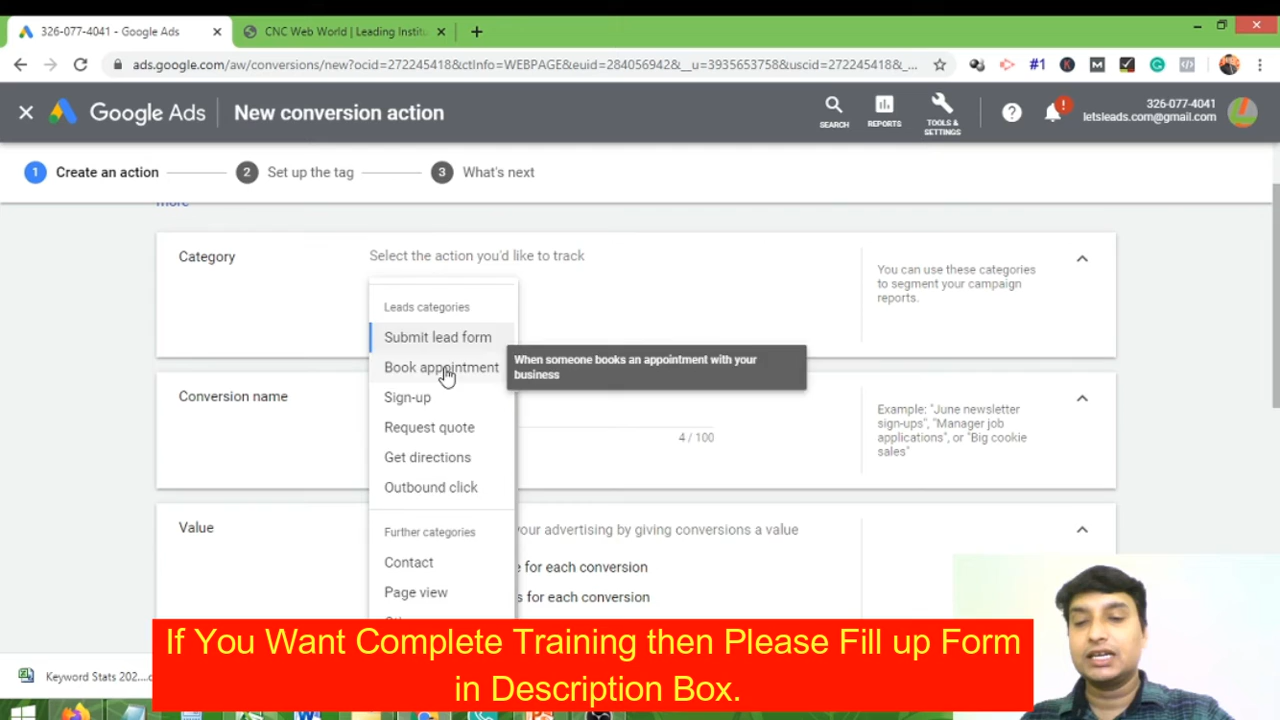 326-077-4041 - Google Ads
CNC Web World | Leading Institu
ads.google.com/aw/conversions/new?ocid=272245418&ctInfo=WEBPAGE&euid=284056942&__u=3935653758&uscid=272245418&_...
#1
Google Ads
New conversion action
SEARCH
REPORTS
TOOLS &
SETTINGS
326-077-4041
letsleads.com@gmail.com
1 Create an action
2 Set up the tag
3 What's next
more
Category
Select the action you'd like to track
You can use these categories
to segment your campaign
reports.
Leads categories
Submit lead form
Book appointment
When someone books an appointment with your
business
Sign-up
Request quote
Get directions
Outbound click
Conversion name
4 / 100
Example: "June newsletter
sign-ups", "Manager job
applications", or "Big cookie
sales"
Further categories
Contact
Page view
Value
your advertising by giving conversions a value
for each conversion
for each conversion
If You Want Complete Training then Please Fill up Form
in Description Box.
Keyword Stats 202....c